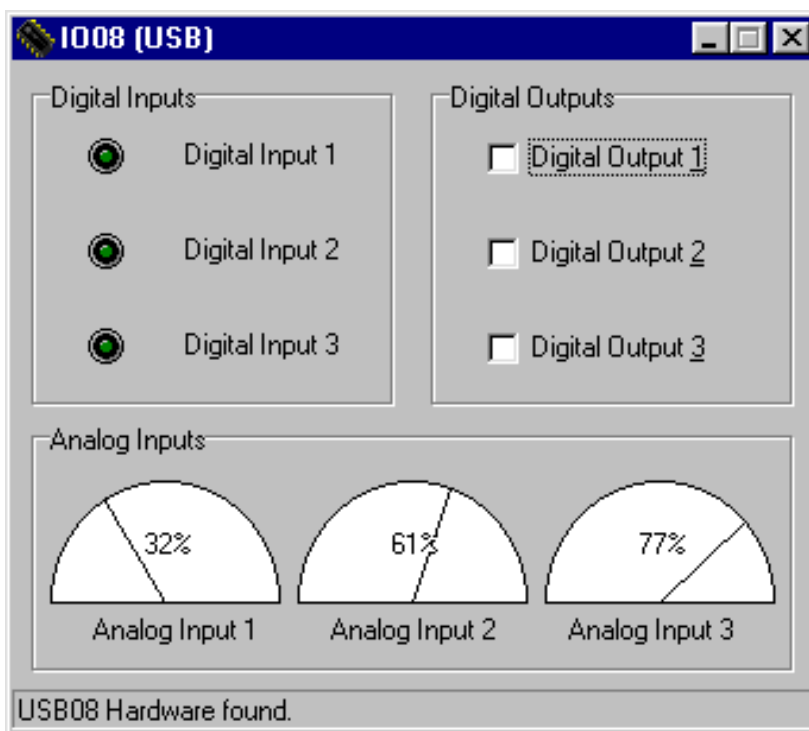 IO08 (USB)
Digital Inputs
Digital Input 1
Digital Input 2
Digital Input 3
Digital Outputs
Digital Output 1
Digital Output 2
Digital Output 3
Analog Inputs
32%
61%
77%
Analog Input 1
Analog Input 2
Analog Input 3
USB08 Hardware found.